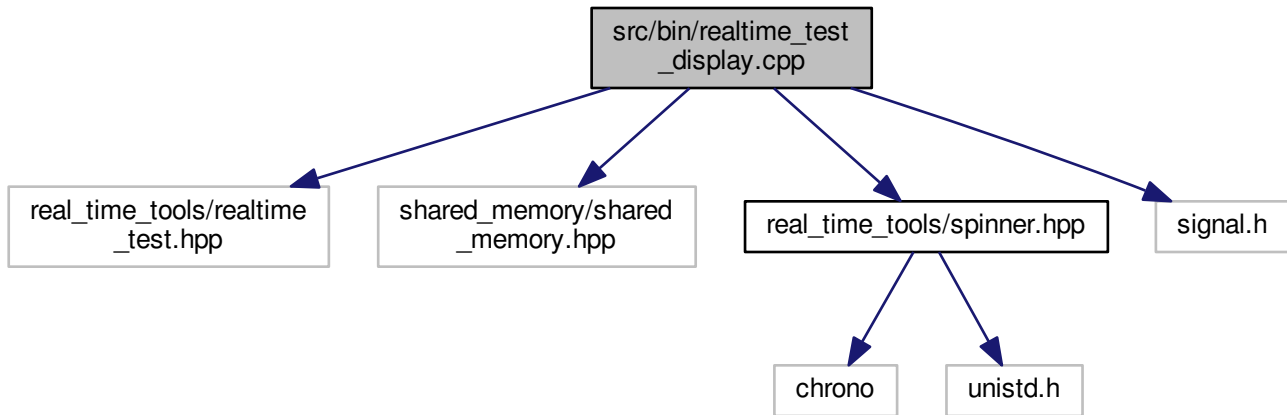 src/bin/realtime_test
_display.cpp
real_time_tools/realtime
_test.hpp
shared_memory/shared
_memory.hpp
real_time_tools/spinner.hpp
signal.h
chrono
unistd.h